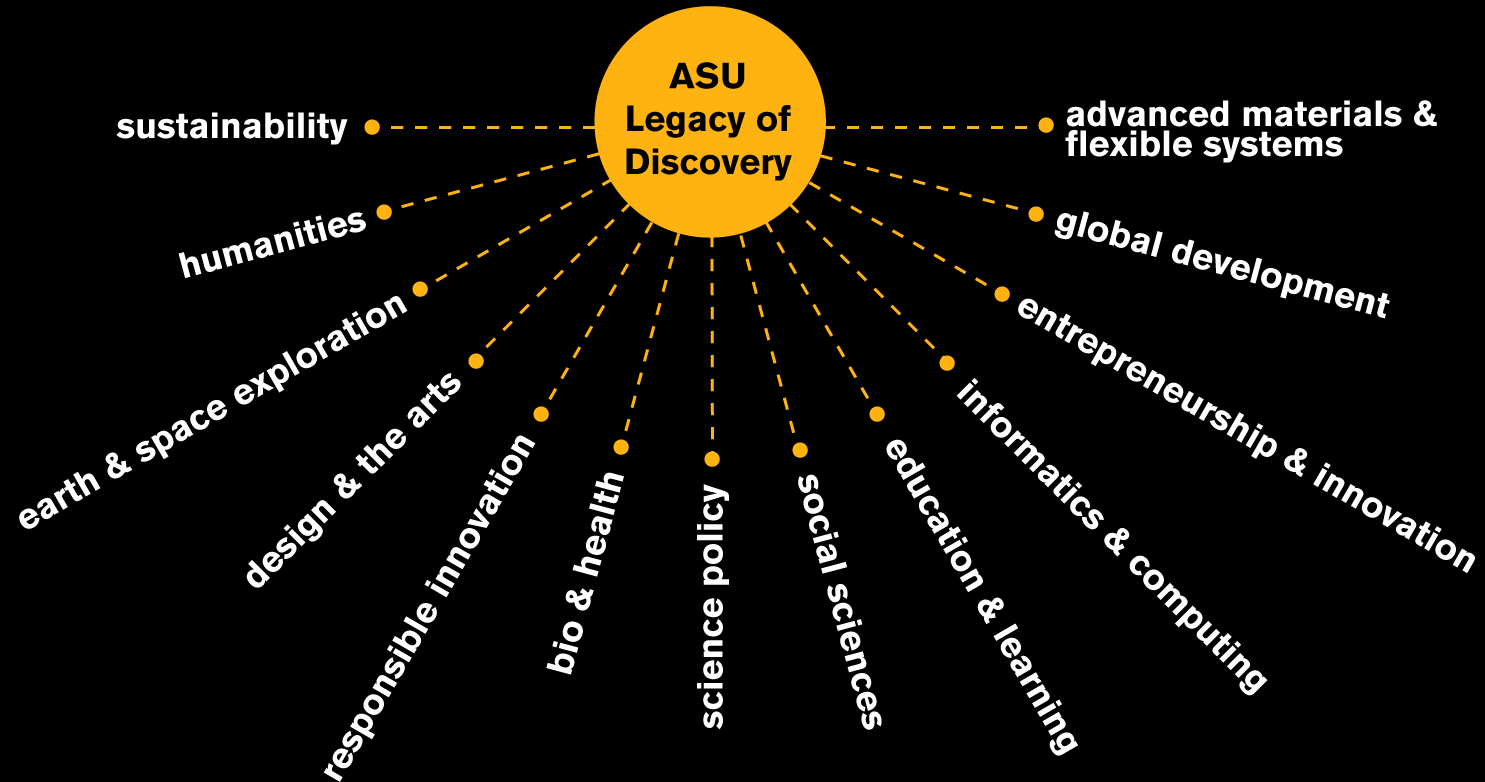 ASU
Legacy of
Discovery
sustainability
humanities
earth & space exploration
design & the arts
responsible innovation
bio & health
science policy
social sciences
education & learning
informatics & computing
entrepreneurship & innovation
global development
advanced materials &
flexible systems